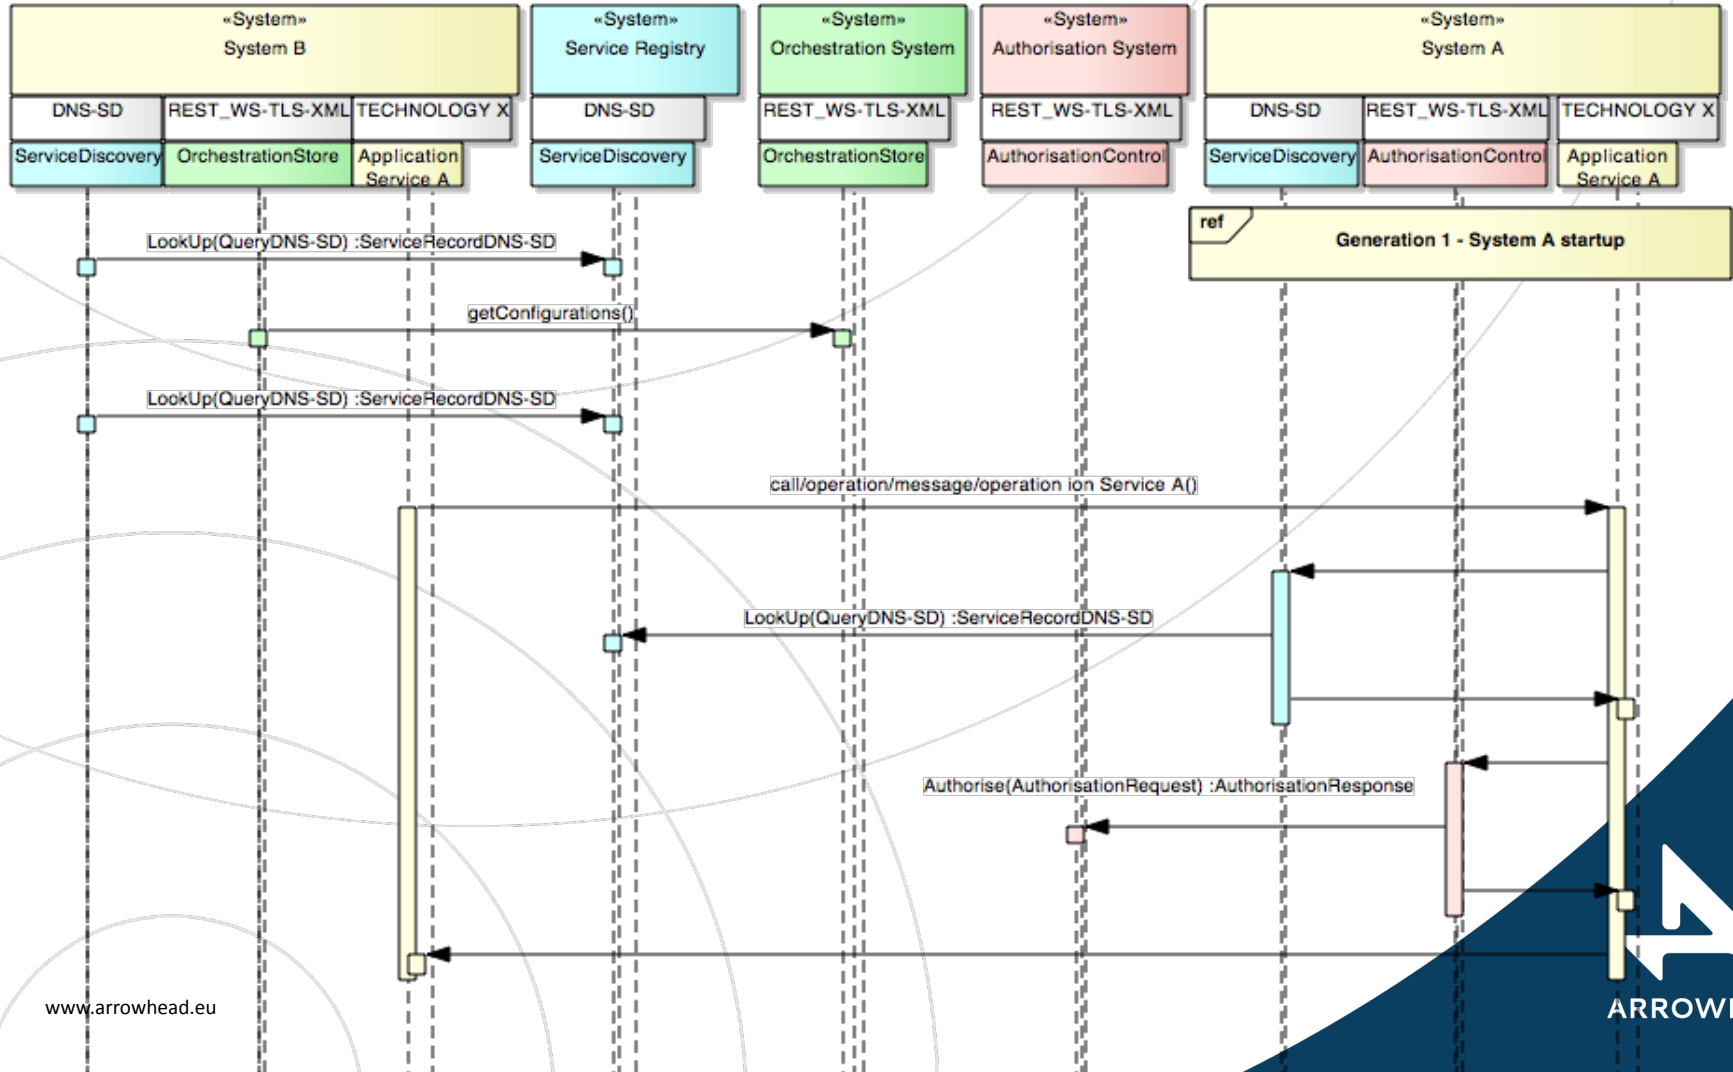 «System»
System B
«System»
Service Registry
«System»
Orchestration System
«System»
Authorisation System
«System»
System A
DNS-SD
REST_WS-TLS-XML
TECHNOLOGY X
DNS-SD
REST_WS-TLS-XML
REST_WS-TLS-XML
DNS-SD
REST_WS-TLS-XML
TECHNOLOGY X
ServiceDiscovery
OrchestrationStore
Application
Service A
ServiceDiscovery
OrchestrationStore
AuthorisationControl
ServiceDiscovery
AuthorisationControl
Application
Service A
ref
Generation 1 - System A startup
LookUp(QueryDNS-SD) :ServiceRecordDNS-SD
getConfigurations()
LookUp(QueryDNS-SD) :ServiceRecordDNS-SD
call/operation/message/operation ion Service A()
LookUp(QueryDNS-SD) :ServiceRecordDNS-SD
Authorise(AuthorisationRequest) :AuthorisationResponse
www.arrowhead.eu